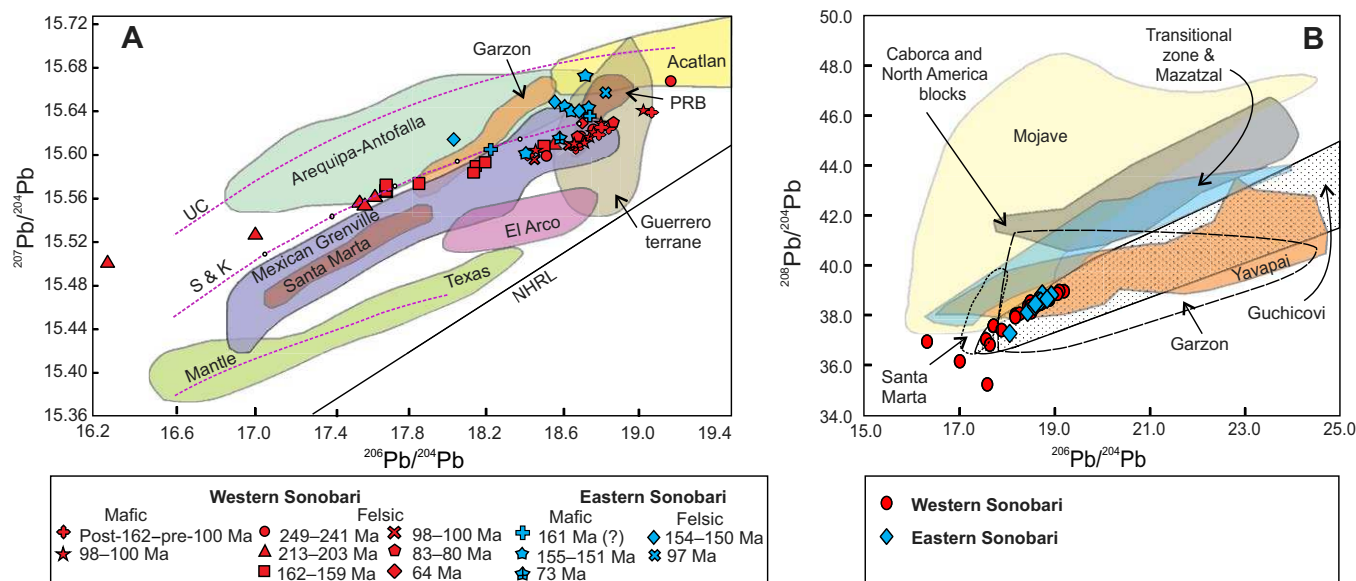 A
15.72
15.68
15.64
15.60
15.56
15.52
15.48
15.44
15.40
15.36
207Pb/204Pb
16.2 16.6 17.0 17.4 17.8 18.2 18.6 19.0 19.4
206Pb/204Pb
Garzon
Acatlan
PRB
Arequipa-Antofalla
UC
S & K
Mexican Grenville
Santa Marta
El Arco
Guerrero
terrane
Texas
NHRL
Mantle
B
50.0
48.0
46.0
44.0
42.0
40.0
38.0
36.0
34.0
208Pb/204Pb
15.0 17.0 19.0 21.0 23.0 25.0
206Pb/204Pb
Caborca and
North America
blocks
Transitional
zone &
Mazatzal
Mojave
Yavapai
Guchicovi
Garzon
Santa
Marta
Western Sonobari
Mafic
Post-162–pre-100 Ma
98–100 Ma
Felsic
249–241 Ma
213–203 Ma
162–159 Ma
98–100 Ma
83–80 Ma
64 Ma
Eastern Sonobari
Mafic
161 Ma (?)
155–151 Ma
73 Ma
Felsic
154–150 Ma
97 Ma
Western Sonobari
Eastern Sonobari